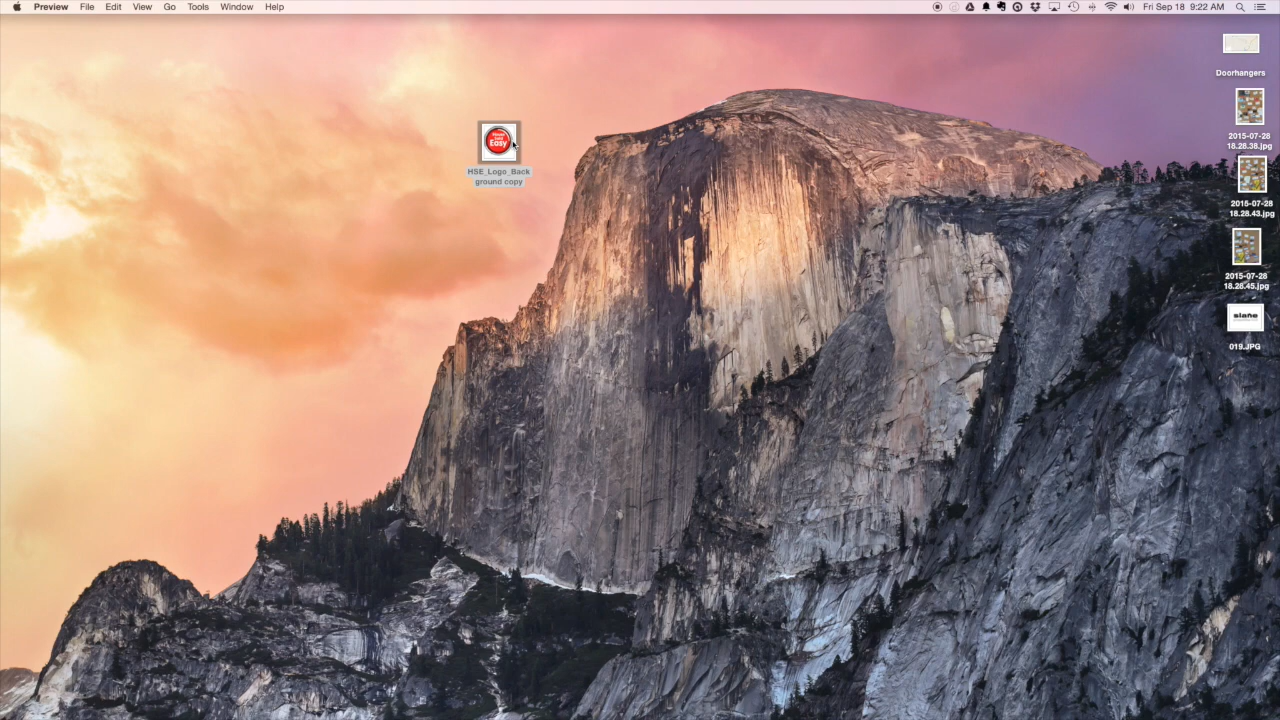 Preview File Edit View Go Tools Window Help
Fri Sep 18 9:22 AM
Easy
HSE_Logo_Back
ground copy
Doorhangers
2015-07-28
18.28.38.jpg
2015-07-28
18.28.43.jpg
2015-07-28
18.28.45.jpg
slane
019.JPG